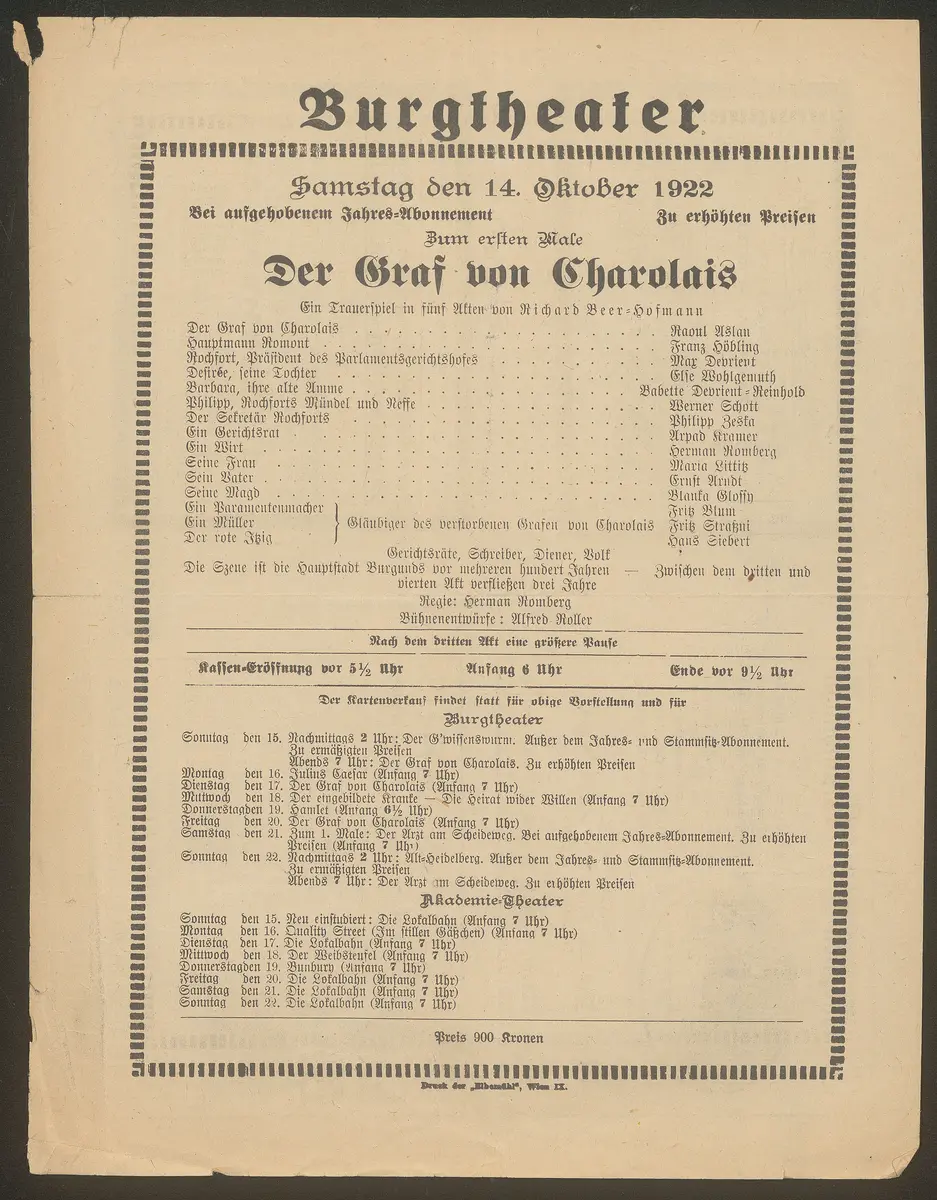 Burgtheater
Samstag den 14. Oktober 1922
Bei aufgehobenem Jahres-Abonnement Zu erhöhten Preisen
Zum ersten Male
Der Graf von Charolais
Ein Trauerspiel in fünf Akten von Richard Beer-Hofmann
Der Graf von Charolais . . . . . . . . . . . . . . Raoul Aslan
Hauptmann Romont . . . . . . . . . . . . . . . Franz Höbling
Rochfort, Präsident des Parlamentsgerichtshofes . . . . . . . . Max Devrient
Desirée, seine Tochter . . . . . . . . . . . . . . . Else Wohlgemuth
Barbara, ihre alte Amme . . . . . . . . . . . . . Babette Devrient-Reinhold
Philipp, Rochforts Mündel und Neffe . . . . . . . . . . . Werner Schott
Der Sekretär Rochforts . . . . . . . . . . . . . . Philipp Zeska
Ein Gerichtsrat . . . . . . . . . . . . . . . . Arpad Kramer
Ein Wirt . . . . . . . . . . . . . . . . . . Herman Romberg
Seine Frau . . . . . . . . . . . . . . . . . Maria Littitz
Sein Vater . . . . . . . . . . . . . . . . . Ernst Arndt
Seine Magd . . . . . . . . . . . . . . . . . Blanka Glossy
Ein Paramentenmacher Fritz Blum
Ein Müller } Gläubiger des verstorbenen Grafen von Charolais Fritz Straßni
Der rote Itzig Hans Siebert
Gerichtsräte, Schreiber, Diener, Volk
Die Szene ist die Hauptstadt Burgunds vor mehreren hundert Jahren — Zwischen dem dritten und
vierten Akt verfließen drei Jahre
Regie: Herman Romberg
Bühnenentwürfe: Alfred Roller
Nach dem dritten Akt eine größere Pause
Kassen-Eröffnung vor 5½ Uhr Anfang 6 Uhr Ende vor 9½ Uhr
Der Kartenverkauf findet statt für obige Vorstellung und für
Burgtheater
Sonntag den 15. Nachmittags 2 Uhr: Der G'wissenswurm. Außer dem Jahres- und Stammsitz-Abonnement.
Zu ermäßigten Preisen
Abends 7 Uhr: Der Graf von Charolais. Zu erhöhten Preisen
Montag den 16. Julius Caesar (Anfang 7 Uhr)
Dienstag den 17. Der Graf von Charolais (Anfang 7 Uhr)
Mittwoch den 18. Der eingebildete Kranke — Die Heirat wider Willen (Anfang 7 Uhr)
Donnerstag den 19. Hamlet (Anfang 6½ Uhr)
Freitag den 20. Der Graf von Charolais (Anfang 7 Uhr)
Samstag den 21. Zum 1. Male: Der Arzt am Scheideweg. Bei aufgehobenem Jahres-Abonnement. Zu erhöhten
Preisen (Anfang 7 Uhr)
Sonntag den 22. Nachmittags 2 Uhr: Alt-Heidelberg. Außer dem Jahres- und Stammsitz-Abonnement.
Zu ermäßigten Preisen
Abends 7 Uhr: Der Arzt am Scheideweg. Zu erhöhten Preisen
Akademie-Theater
Sonntag den 15. Neu einstudiert: Die Lokalbahn (Anfang 7 Uhr)
Montag den 16. Quality Street (Im stillen Gäßchen) (Anfang 7 Uhr)
Dienstag den 17. Die Lokalbahn (Anfang 7 Uhr)
Mittwoch den 18. Der Weibsteufel (Anfang 7 Uhr)
Donnerstag den 19. Bunbury (Anfang 7 Uhr)
Freitag den 20. Die Lokalbahn (Anfang 7 Uhr)
Samstag den 21. Die Lokalbahn (Anfang 7 Uhr)
Sonntag den 22. Die Lokalbahn (Anfang 7 Uhr)
Preis 900 Kronen
Druck der „Elbemühl", Wien IX.